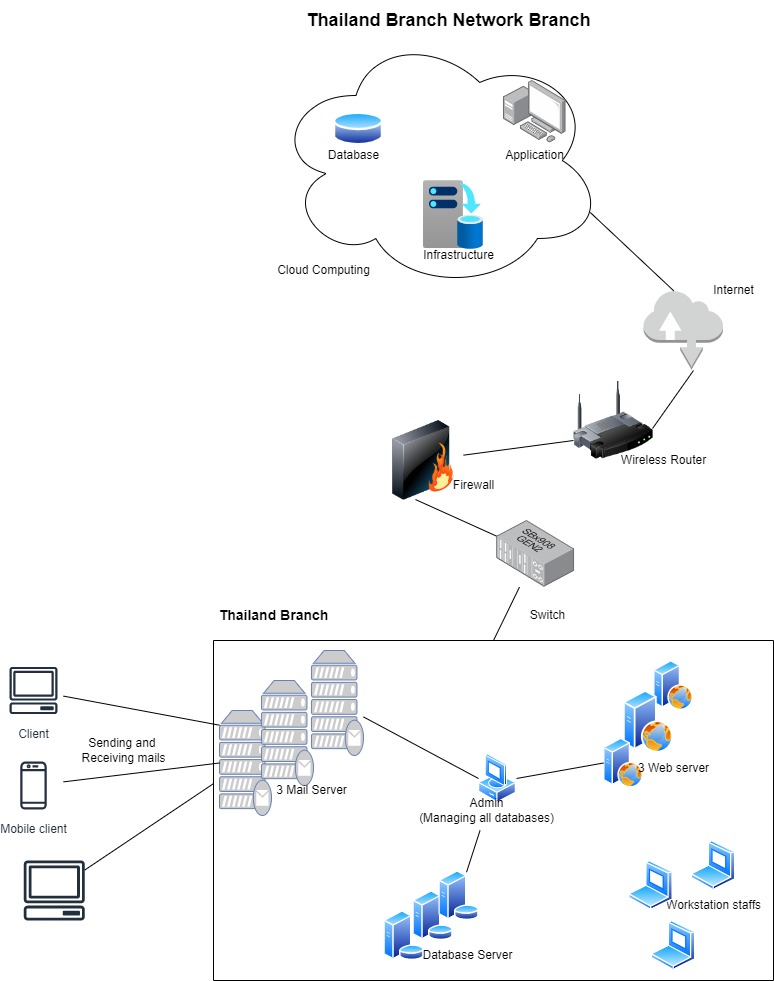 Thailand Branch Network Branch
Database
Application
Infrastructure
Cloud Computing
Internet
Wireless Router
Firewall
SBx908
GEN2
Switch
Thailand Branch
Client
Sending and
Receiving mails
Mobile client
3 Mail Server
Admin
(Managing all databases)
3 Web server
Workstation staffs
Database Server